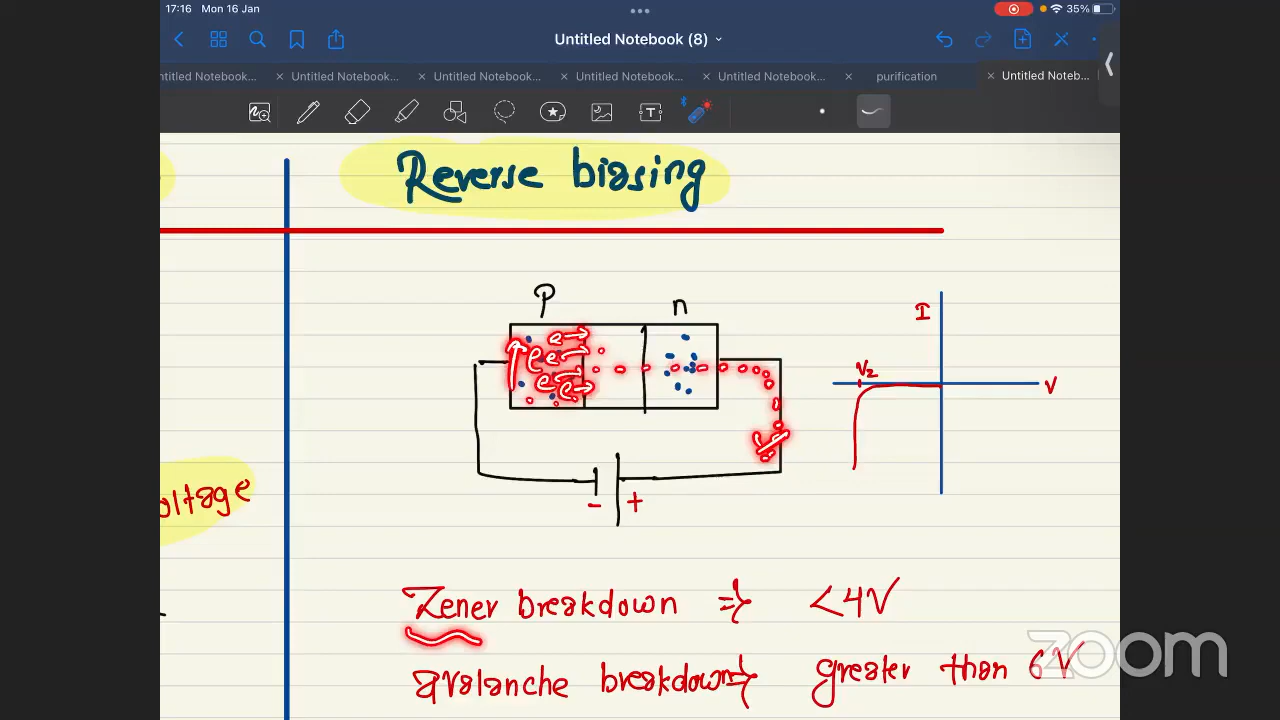 17:16 Mon 16 Jan
35%
Untitled Notebook (8)
ntitled Notebook...
Untitled Notebook...
Untitled Notebook...
Untitled Notebook...
Untitled Notebook...
purification
Untitled Noteb...
T
Reverse biasing
P
n
I
e
e e
e e
Vz
V
oltage
- +
Zener breakdown ⇒ <4V
avalanche breakdown ⇒ greater than 6V
zoom